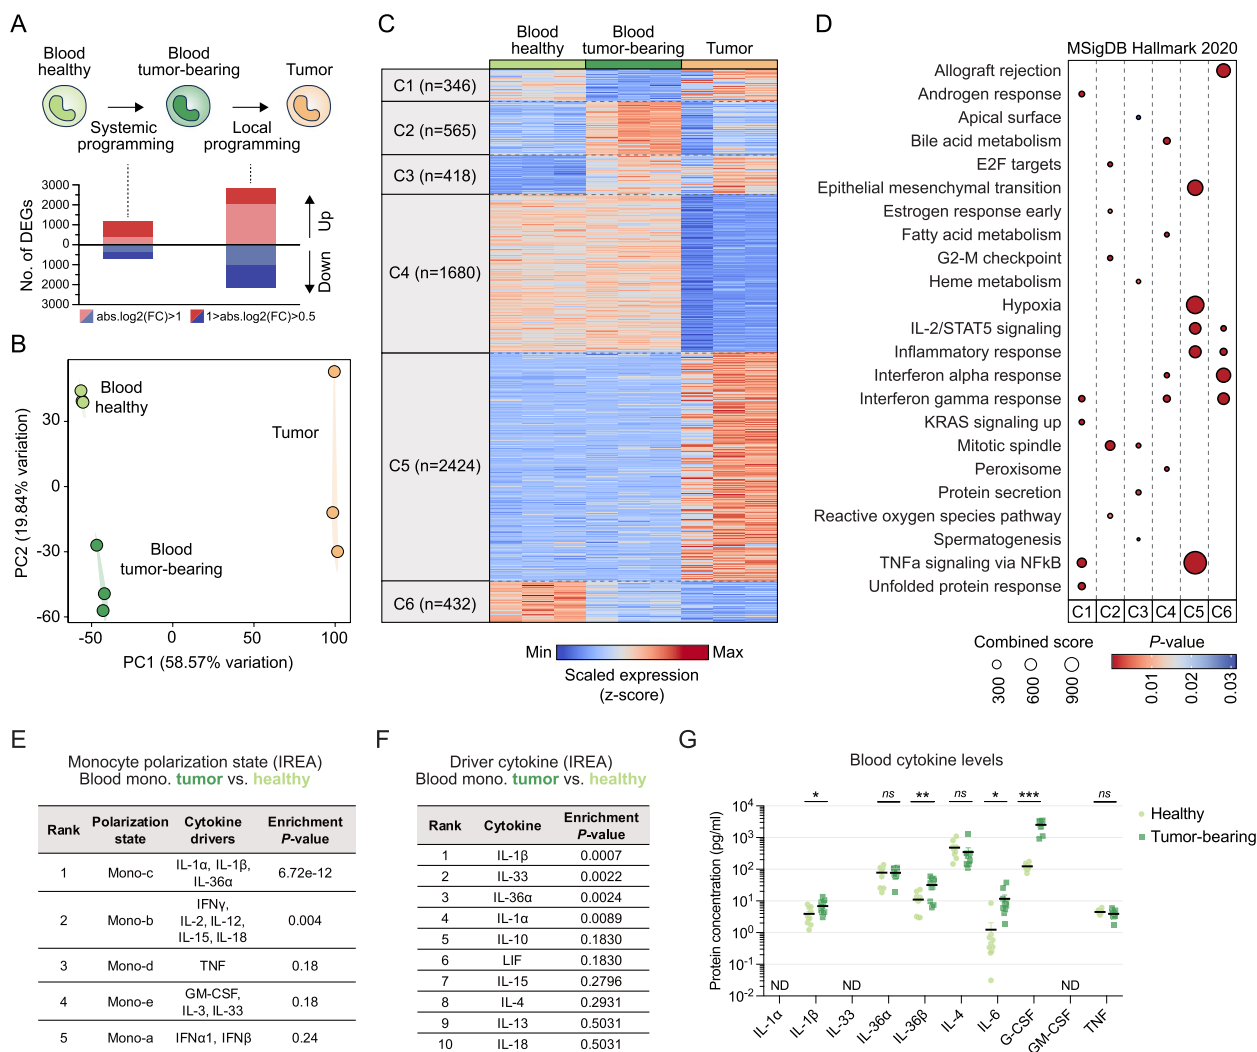 A
Blood
healthy
Blood
tumor-bearing
Tumor
Systemic
programming
Local
programming
No. of DEGs
3000
2000
1000
0
1000
2000
3000
Up
Down
abs.log2(FC)>1
1>abs.log2(FC)>0.5
B
PC2 (19.84% variation)
30
0
-30
-60
Blood
healthy
Tumor
Blood
tumor-bearing
-50
0
50
100
PC1 (58.57% variation)
C
Blood
healthy
Blood
tumor-bearing
Tumor
C1 (n=346)
C2 (n=565)
C3 (n=418)
C4 (n=1680)
C5 (n=2424)
C6 (n=432)
Min
Max
Scaled expression
(z-score)
D
MSigDB Hallmark 2020
Allograft rejection
Androgen response
Apical surface
Bile acid metabolism
E2F targets
Epithelial mesenchymal transition
Estrogen response early
Fatty acid metabolism
G2-M checkpoint
Heme metabolism
Hypoxia
IL-2/STAT5 signaling
Inflammatory response
Interferon alpha response
Interferon gamma response
KRAS signaling up
Mitotic spindle
Peroxisome
Protein secretion
Reactive oxygen species pathway
Spermatogenesis
TNFa signaling via NFkB
Unfolded protein response
C1 C2 C3 C4 C5 C6
Combined score
300
600
900
P-value
0.01
0.02
0.03
E
Monocyte polarization state (IREA)
Blood mono. tumor vs. healthy
Rank
Polarization
state
Cytokine
drivers
Enrichment
P-value
1
Mono-c
IL-1α, IL-1β,
IL-36α
6.72e-12
2
Mono-b
IFNγ,
IL-2, IL-12,
IL-15, IL-18
0.004
3
Mono-d
TNF
0.18
4
Mono-e
GM-CSF,
IL-3, IL-33
0.18
5
Mono-a
IFNα1, IFNβ
0.24
F
Driver cytokine (IREA)
Blood mono. tumor vs. healthy
Rank
Cytokine
Enrichment
P-value
1 IL-1β 0.0007
2 IL-33 0.0022
3 IL-36α 0.0024
4 IL-1α 0.0089
5 IL-10 0.1830
6 LIF 0.1830
7 IL-15 0.2796
8 IL-4 0.2931
9 IL-13 0.5031
10 IL-18 0.5031
G
Blood cytokine levels
Protein concentration (pg/ml)
10^4
10^3
10^2
10^1
10^0
10^-1
10^-2
* ns ** ns * *** ns
ND
ND
ND
IL-1α
IL-1β
IL-33
IL-36α
IL-36β
IL-4
IL-6
G-CSF
GM-CSF
TNF
Healthy
Tumor-bearing